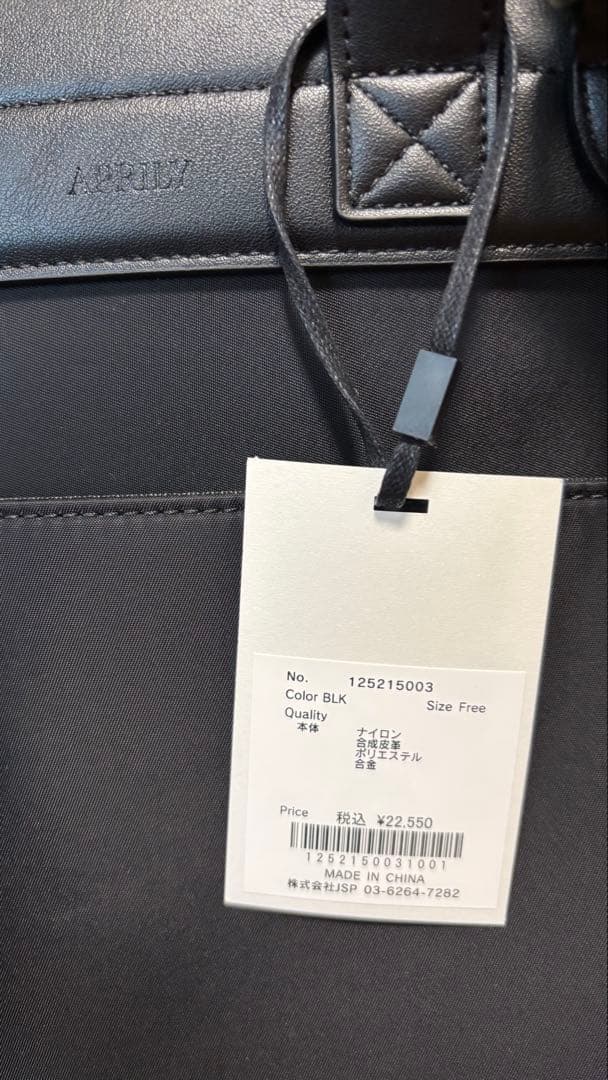 APRILY
No. 125215003
Color BLK Size Free
Quality
本体 ナイロン
合成皮革
ポリエステル
合金
Price 税込 ¥22,550
1252150031001
MADE IN CHINA
株式会社JSP 03-6264-7282